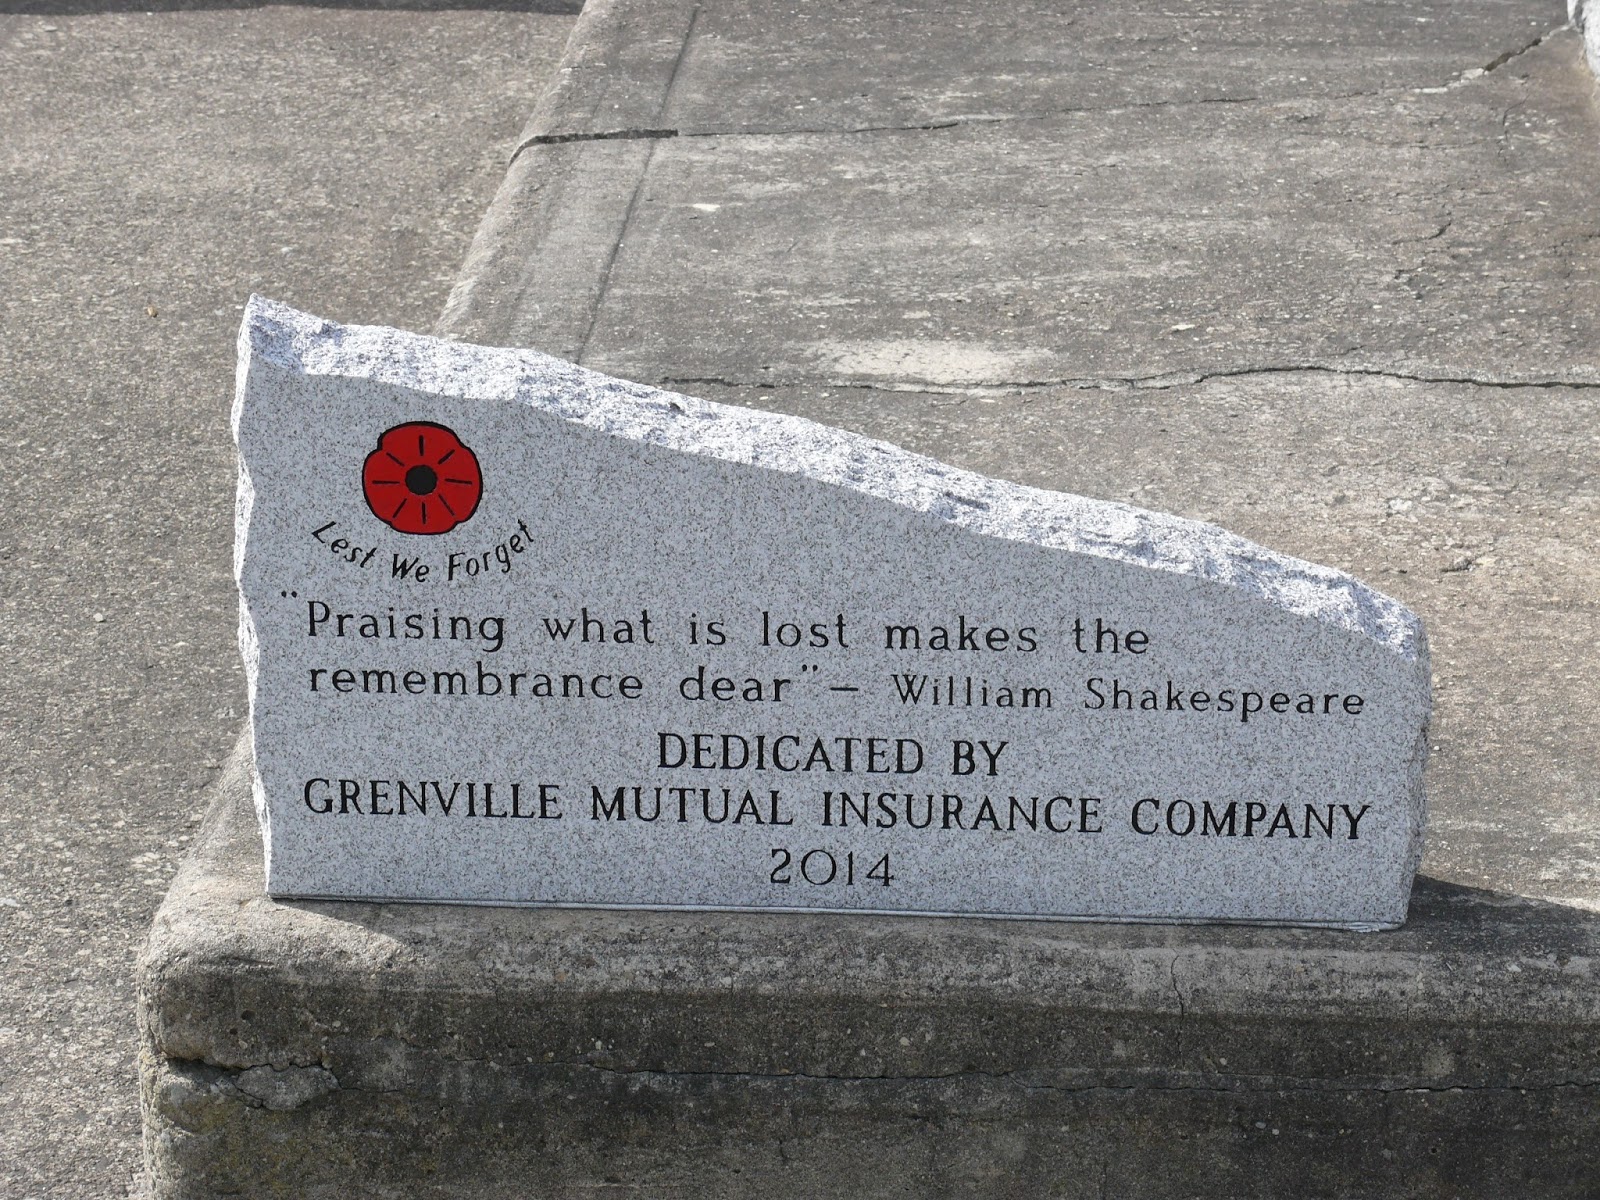 Lest We Forget
"Praising what is lost makes the
remembrance dear" – William Shakespeare
DEDICATED BY
GRENVILLE MUTUAL INSURANCE COMPANY
2014